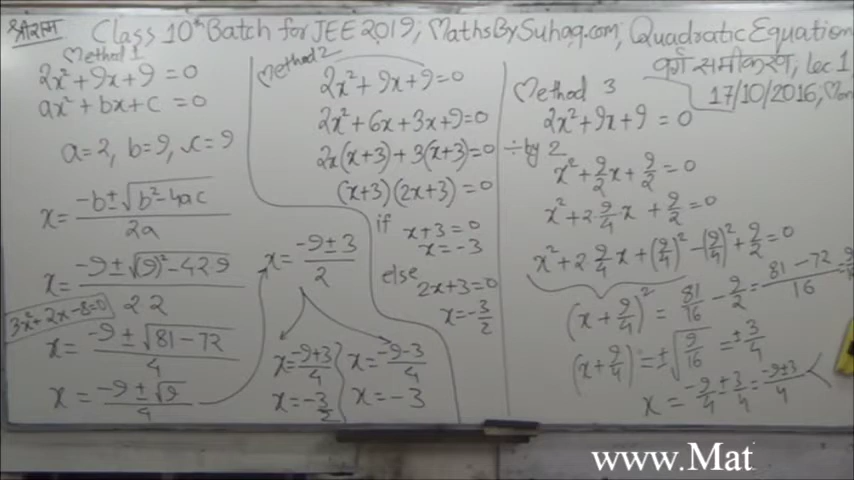 श्रीराम Class 10th Batch for JEE 2019, MathsBySuhag.com, Quadratic Equation
वर्ग समीकरण, Lec 1
17/10/2016, Mon
Method 1
2x² + 9x + 9 = 0
ax² + bx + c = 0
a = 2, b = 9, c = 9
x = (-b ± √(b² - 4ac))/2a
x = (-9 ± √((9)² - 4·2·9))/2·2
3x² + 2x - 8 = 0
x = (-9 ± √(81 - 72))/4
x = (-9 ± √9)/4
x = (-9 ± 3)/2
x = (-9+3)/4
x = -3/2
x = (-9-3)/4
x = -3
Method 2
2x² + 9x + 9 = 0
2x² + 6x + 3x + 9 = 0
2x(x+3) + 3(x+3) = 0
(x+3)(2x+3) = 0
if x + 3 = 0
x = -3
else 2x + 3 = 0
x = -3/2
Method 3
2x² + 9x + 9 = 0
÷ by 2
x² + 9/2 x + 9/2 = 0
x² + 2 9/4 x + 9/2 = 0
x² + 2 9/4 x + (9/4)² - (9/4)² + 9/2 = 0
(x + 9/4)² = 81/16 - 9/2 = (81 - 72)/16 =
(x + 9/4) = ±√(9/16) = ± 3/4
x = -9/4 ± 3/4 = (-9±3)/4
www.Mat